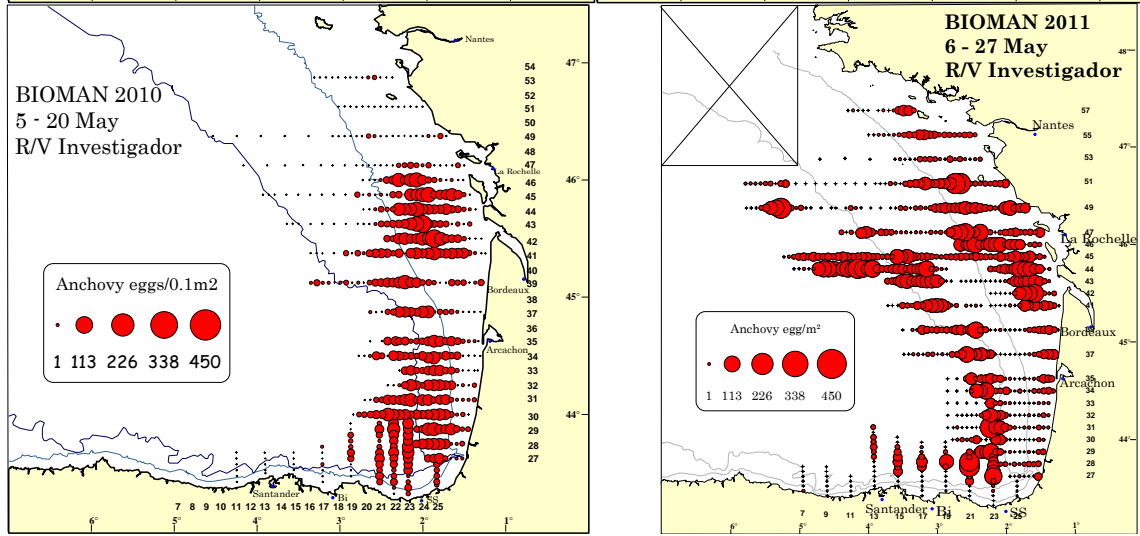 BIOMAN 2010
5 - 20 May
R/V Investigador
Anchovy eggs/0.1m2
1 113 226 338 450
Nantes
La Rochelle
Bordeaux
Arcachon
Santander
Bi
SS
54
53
52
51
50
49
48
47
46
45
44
43
42
41
40
39
38
37
36
35
34
33
32
31
30
29
28
27
47°
46°
45°
44°
7 8 9 10 11 12 13 14 15 16 17 18 19 20 21 22 23 24 25
6° 5° 4° 3° 2° 1°
BIOMAN 2011
6 - 27 May
R/V Investigador
Anchovy egg/m²
1 113 226 338 450
Nantes
La Rochelle
Bordeaux
Arcachon
Santander
Bi
SS
57
55
53
51
49
47
46
45
44
43
42
41
37
35
34
33
32
31
30
29
28
27
48°
47°
46°
45°
44°
7 9 11 13 15 17 19 21 23 25
6° 5° 4° 3° 2° 1°